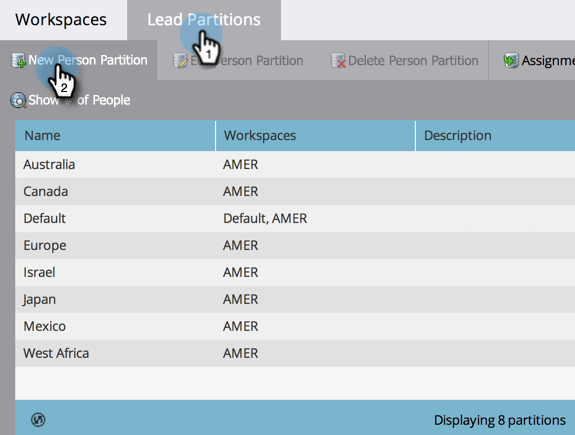 Workspaces Lead Partitions
1
New Person Partition Edit Person Partition Delete Person Partition Assignme
2
Show # of People
Name Workspaces Description
Australia AMER
Canada AMER
Default Default, AMER
Europe AMER
Israel AMER
Japan AMER
Mexico AMER
West Africa AMER
Displaying 8 partitions